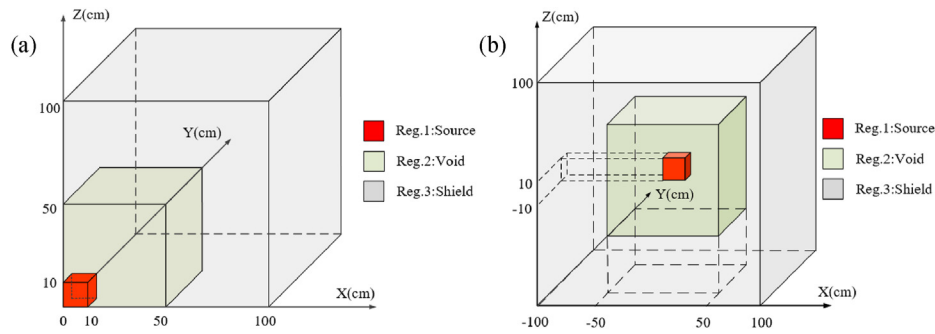 (a)
Z(cm)
100
Y(cm)
50
10
X(cm)
0 10 50 100
Reg.1:Source
Reg.2:Void
Reg.3:Shield
(b)
Z(cm)
100
10
-10
Y(cm)
X(cm)
-100 -50 50 100
Reg.1:Source
Reg.2:Void
Reg.3:Shield